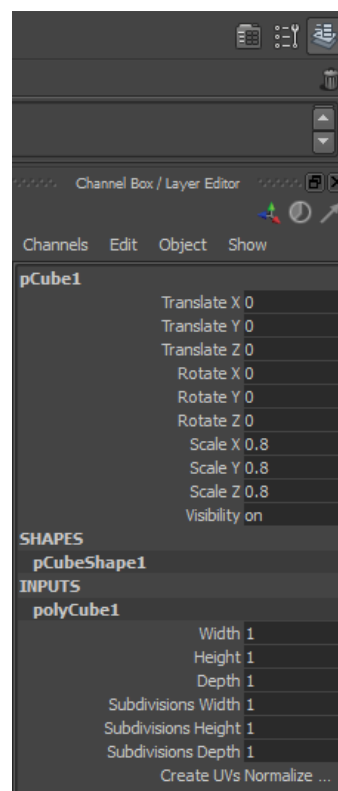 Channel Box / Layer Editor
Channels Edit Object Show
pCube1
Translate X 0
Translate Y 0
Translate Z 0
Rotate X 0
Rotate Y 0
Rotate Z 0
Scale X 0.8
Scale Y 0.8
Scale Z 0.8
Visibility on
SHAPES
pCubeShape1
INPUTS
polyCube1
Width 1
Height 1
Depth 1
Subdivisions Width 1
Subdivisions Height 1
Subdivisions Depth 1
Create UVs Normalize ...